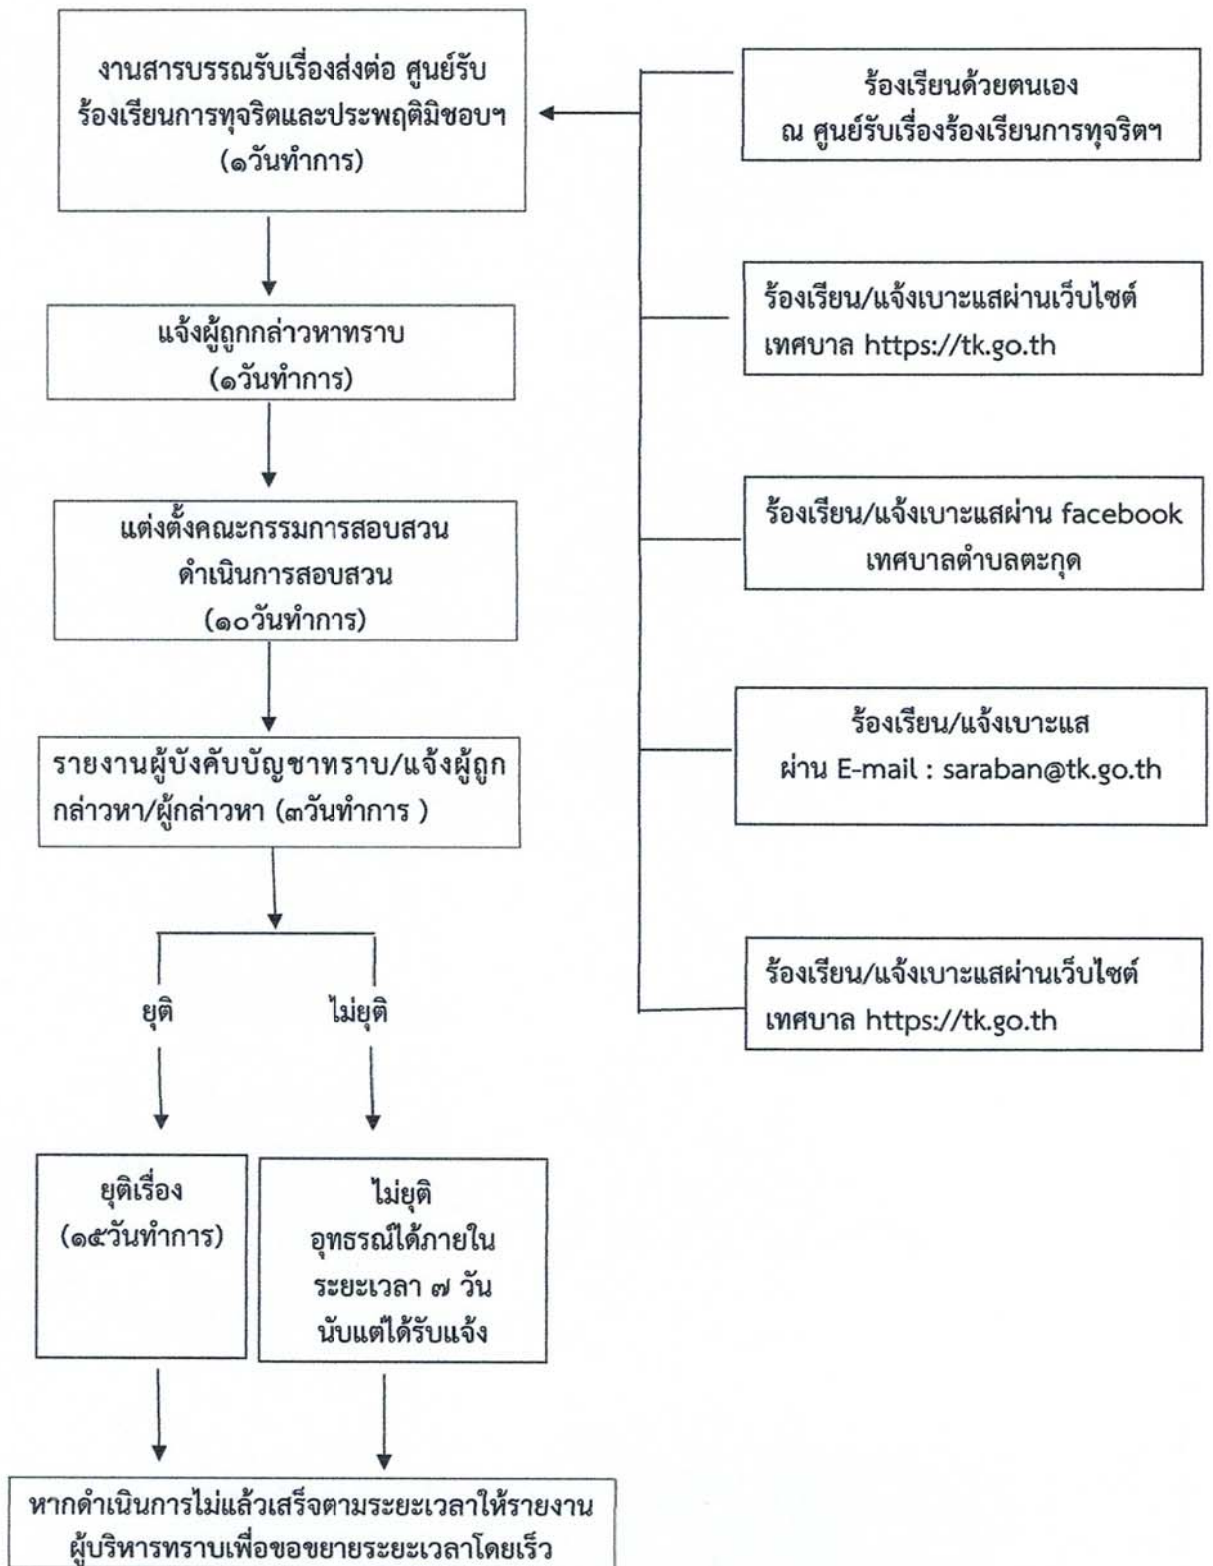 งานสารบรรณรับเรื่องส่งต่อ ศูนย์รับ
ร้องเรียนการทุจริตและประพฤติมิชอบฯ
(๑วันทำการ)
แจ้งผู้ถูกกล่าวหาทราบ
(๑วันทำการ)
แต่งตั้งคณะกรรมการสอบสวน
ดำเนินการสอบสวน
(๑๐วันทำการ)
รายงานผู้บังคับบัญชาทราบ/แจ้งผู้ถูก
กล่าวหา/ผู้กล่าวหา (๓วันทำการ )
ยุติ
ไม่ยุติ
ยุติเรื่อง
(๑๕วันทำการ)
ไม่ยุติ
อุทธรณ์ได้ภายใน
ระยะเวลา ๗ วัน
นับแต่ได้รับแจ้ง
หากดำเนินการไม่แล้วเสร็จตามระยะเวลาให้รายงาน
ผู้บริหารทราบเพื่อขอขยายระยะเวลาโดยเร็ว
ร้องเรียนด้วยตนเอง
ณ ศูนย์รับเรื่องร้องเรียนการทุจริตฯ
ร้องเรียน/แจ้งเบาะแสผ่านเว็บไซต์
เทศบาล https://tk.go.th
ร้องเรียน/แจ้งเบาะแสผ่าน facebook
เทศบาลตำบลตะกุด
ร้องเรียน/แจ้งเบาะแส
ผ่าน E-mail : saraban@tk.go.th
ร้องเรียน/แจ้งเบาะแสผ่านเว็บไซต์
เทศบาล https://tk.go.th